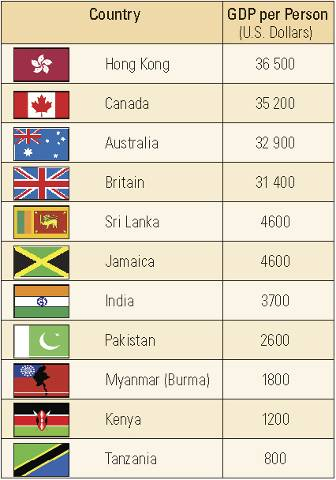 Country GDP per Person
(U.S. Dollars)
Hong Kong 36 500
Canada 35 200
Australia 32 900
Britain 31 400
Sri Lanka 4600
Jamaica 4600
India 3700
Pakistan 2600
Myanmar (Burma) 1800
Kenya 1200
Tanzania 800